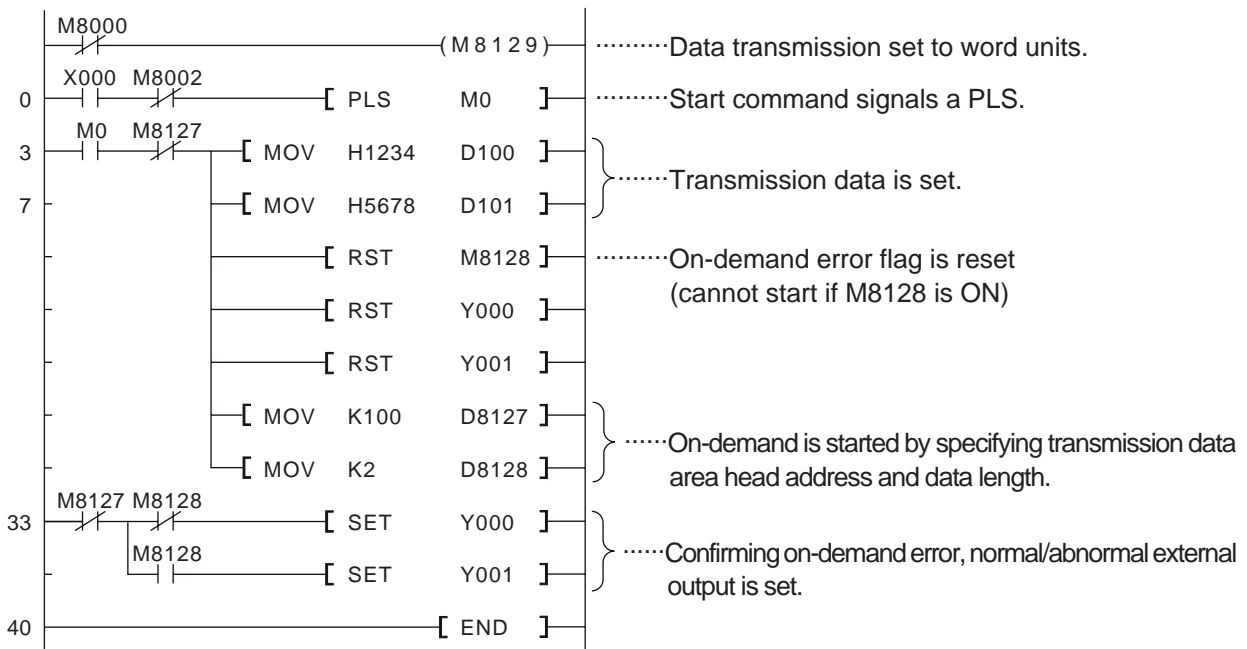 M8000
(M8129) ··········Data transmission set to word units.
X000 M8002
0 [ PLS M0 ] ··········Start command signals a PLS.
M0 M8127
3 [ MOV H1234 D100 ]
·······Transmission data is set.
7 [ MOV H5678 D101 ]
[ RST M8128 ] ··········On-demand error flag is reset
(cannot start if M8128 is ON)
[ RST Y000 ]
[ RST Y001 ]
[ MOV K100 D8127 ]
······On-demand is started by specifying transmission data
[ MOV K2 D8128 ] area head address and data length.
M8127 M8128
33 [ SET Y000 ]
M8128 ······Confirming on-demand error, normal/abnormal external
[ SET Y001 ] output is set.
40 [ END ]